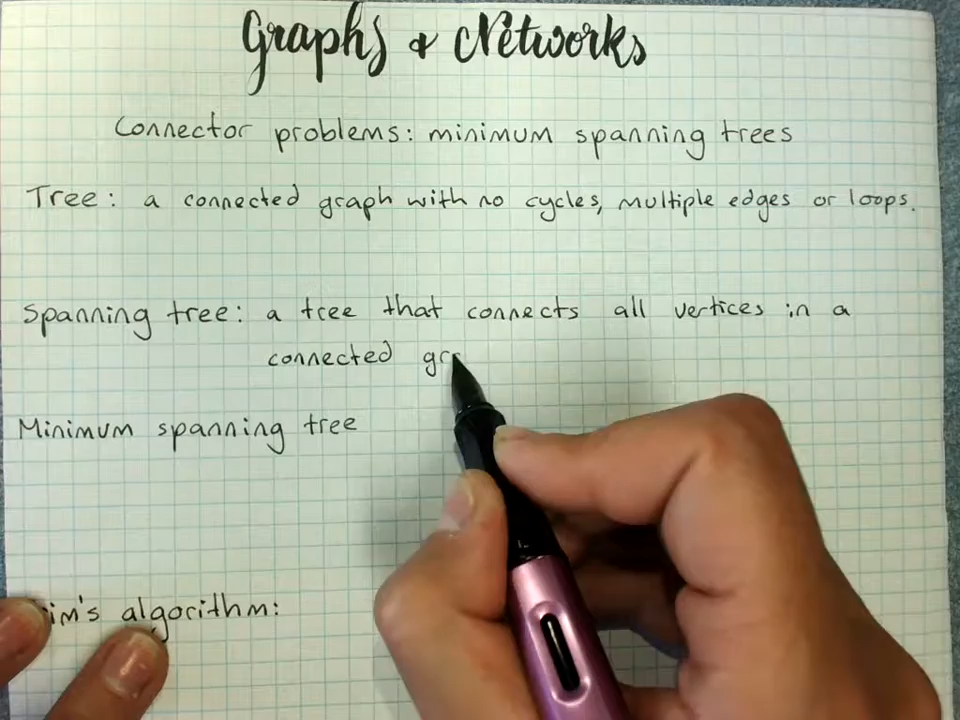 Graphs & Networks
Connector problems: minimum spanning trees
Tree: a connected graph with no cycles, multiple edges or loops.
Spanning tree: a tree that connects all vertices in a
connected gr
Minimum spanning tree
im's algorithm: